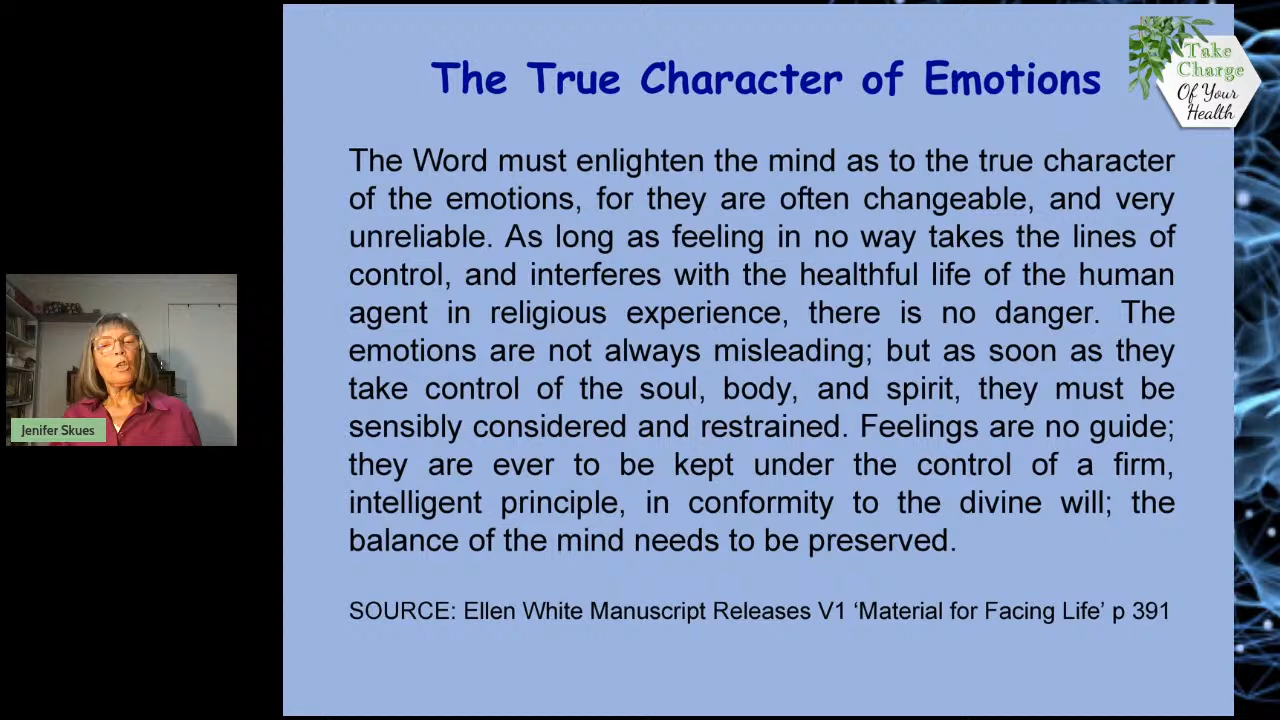 The True Character of Emotions
Take
Charge
Of Your
Health
The Word must enlighten the mind as to the true character
of the emotions, for they are often changeable, and very
unreliable. As long as feeling in no way takes the lines of
control, and interferes with the healthful life of the human
agent in religious experience, there is no danger. The
emotions are not always misleading; but as soon as they
take control of the soul, body, and spirit, they must be
sensibly considered and restrained. Feelings are no guide;
they are ever to be kept under the control of a firm,
intelligent principle, in conformity to the divine will; the
balance of the mind needs to be preserved.
Jenifer Skues
SOURCE: Ellen White Manuscript Releases V1 ‘Material for Facing Life’ p 391